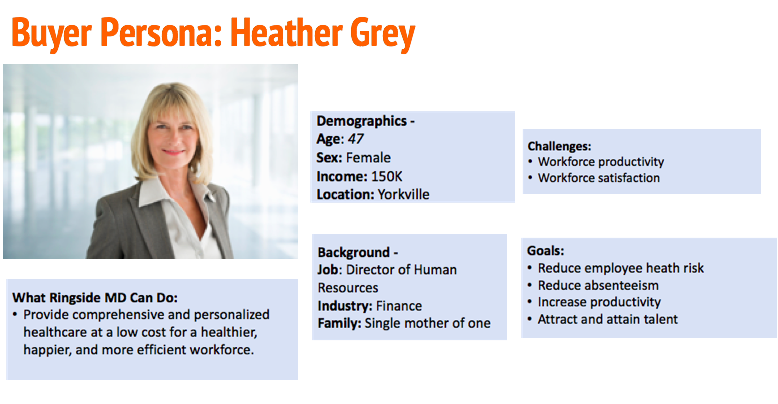 Buyer Persona: Heather Grey
Demographics -
Age: 47
Sex: Female
Income: 150K
Location: Yorkville
Challenges:
• Workforce productivity
• Workforce satisfaction
Background -
Job: Director of Human
Resources
Industry: Finance
Family: Single mother of one
Goals:
• Reduce employee heath risk
• Reduce absenteeism
• Increase productivity
• Attract and attain talent
What Ringside MD Can Do:
• Provide comprehensive and personalized
healthcare at a low cost for a healthier,
happier, and more efficient workforce.